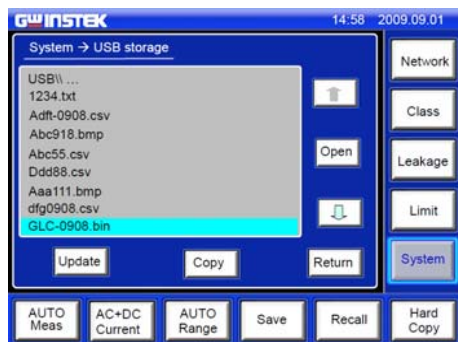 GWINSTEK 14:58 2009.09.01
System → USB storage
USB\\ ...
1234.txt
Adft-0908.csv
Abc918.bmp
Abc55.csv
Ddd88.csv
Aaa111.bmp
dfg0908.csv
GLC-0908.bin
Open
Update
Copy
Return
Network
Class
Leakage
Limit
System
AUTO
Meas
AC+DC
Current
AUTO
Range
Save
Recall
Hard
Copy